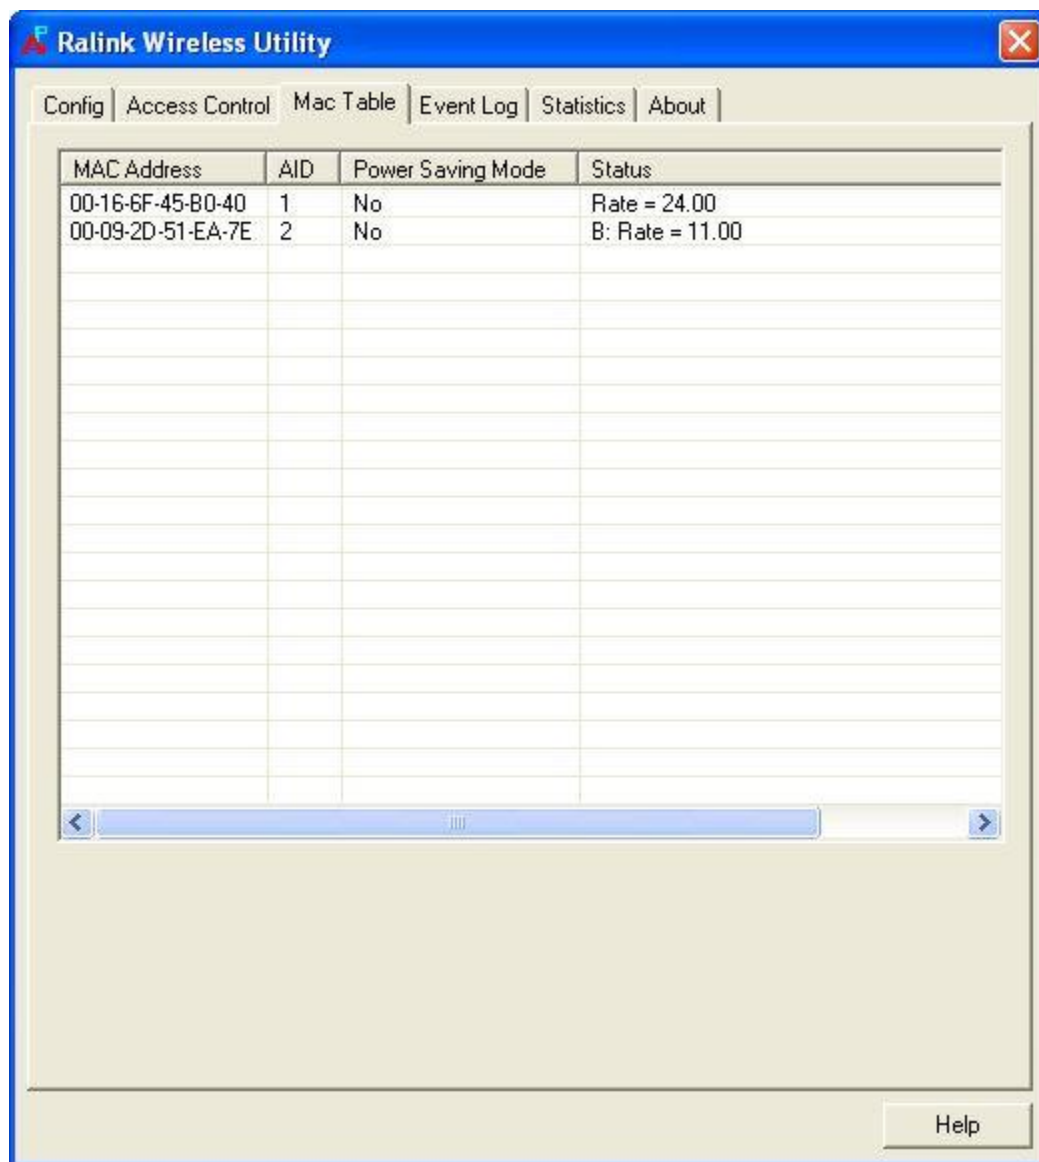 Ralink Wireless Utility
Config Access Control Mac Table Event Log Statistics About
MAC Address AID Power Saving Mode Status
00-16-6F-45-B0-40 1 No Rate = 24.00
00-09-2D-51-EA-7E 2 No B: Rate = 11.00
Help